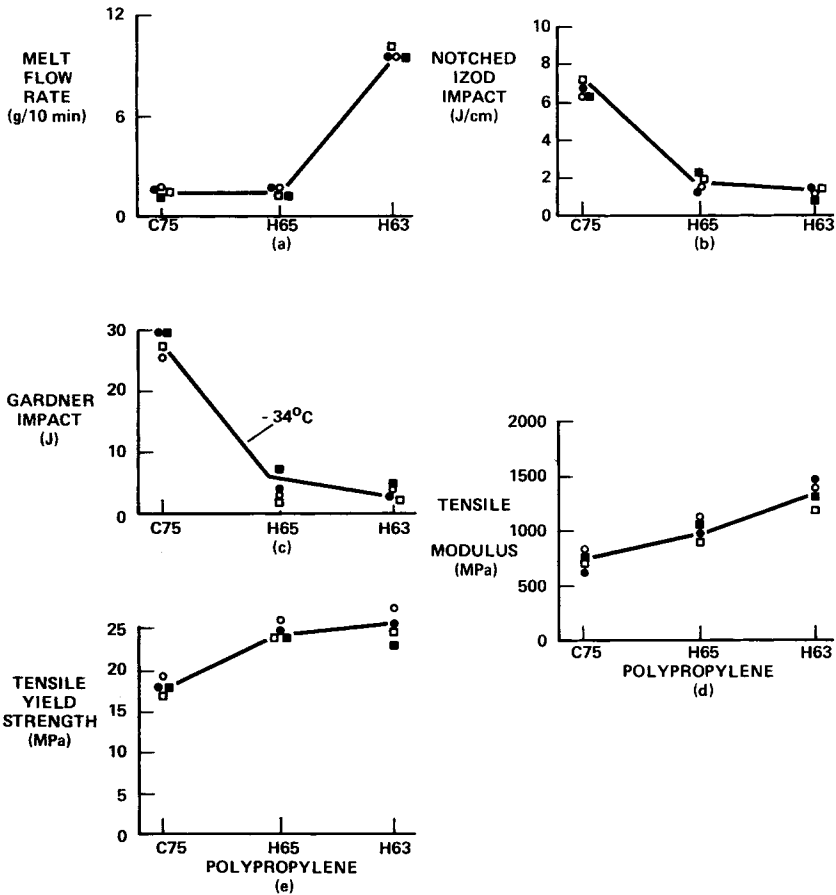 MELT
FLOW
RATE
(g/10 min)
12
6
0
C75 H65 H63
(a)
NOTCHED
IZOD
IMPACT
(J/cm)
10
8
6
4
2
0
C75 H65 H63
(b)
GARDNER
IMPACT
(J)
30
20
10
0
- 34°C
C75 H65 H63
(c)
TENSILE
MODULUS
(MPa)
2000
1500
1000
500
0
C75 H65 H63
POLYPROPYLENE
(d)
TENSILE
YIELD
STRENGTH
(MPa)
25
20
15
10
5
0
C75 H65 H63
POLYPROPYLENE
(e)